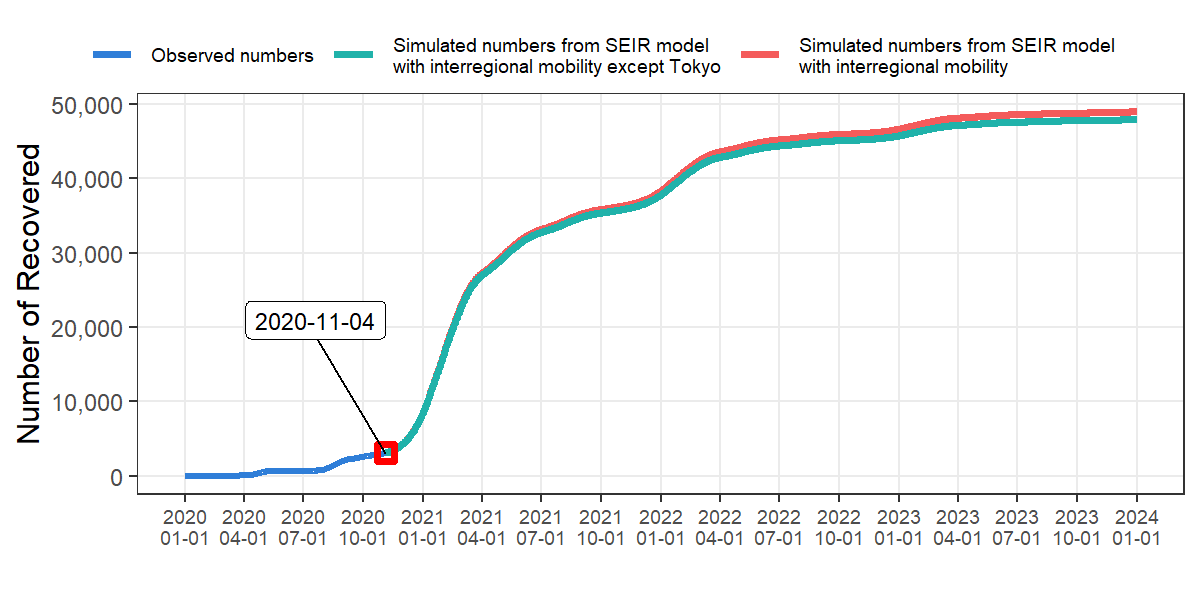 Observed numbers
Simulated numbers from SEIR model
with interregional mobility except Tokyo
Simulated numbers from SEIR model
with interregional mobility
Number of Recovered
50,000
40,000
30,000
20,000
10,000
0
2020-11-04
2020 2020 2020 2020 2021 2021 2021 2021 2022 2022 2022 2022 2023 2023 2023 2023 2024
01-01 04-01 07-01 10-01 01-01 04-01 07-01 10-01 01-01 04-01 07-01 10-01 01-01 04-01 07-01 10-01 01-01